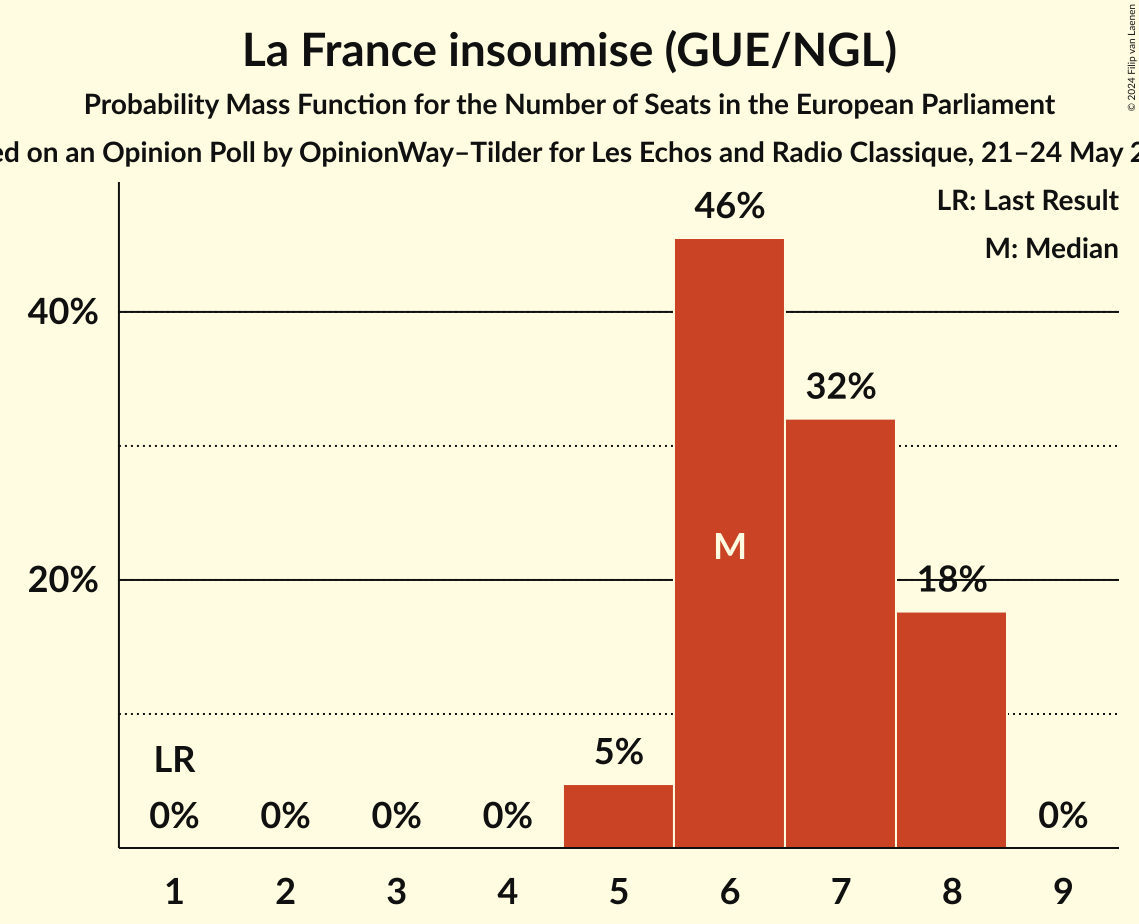 La France insoumise (GUE/NGL)
Probability Mass Function for the Number of Seats in the European Parliament
on an Opinion Poll by OpinionWay–Tilder for Les Echos and Radio Classique, 21–24 May
© 2024 Filip van Laenen
LR: Last Result
M: Median
46%
40%
32%
M
20%
18%
5%
LR
0% 0% 0% 0% 0%
1 2 3 4 5 6 7 8 9